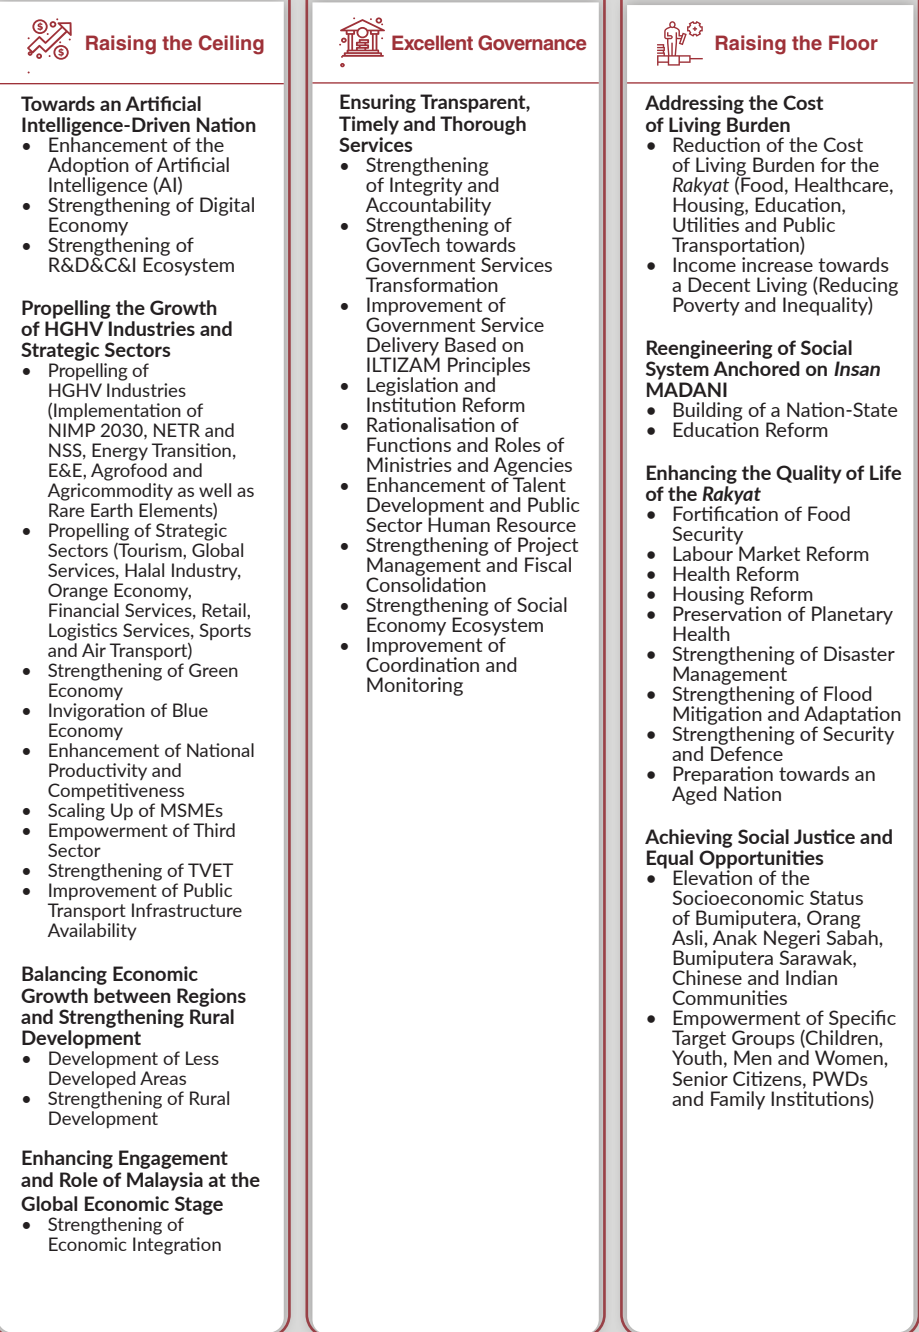 Raising the Ceiling
Towards an Artificial
Intelligence-Driven Nation
• Enhancement of the
Adoption of Artificial
Intelligence (AI)
• Strengthening of Digital
Economy
• Strengthening of
R&D&C&I Ecosystem
Propelling the Growth
of HGHV Industries and
Strategic Sectors
• Propelling of
HGHV Industries
(Implementation of
NIMP 2030, NETR and
NSS, Energy Transition,
E&E, Agrofood and
Agricommodity as well as
Rare Earth Elements)
• Propelling of Strategic
Sectors (Tourism, Global
Services, Halal Industry,
Orange Economy,
Financial Services, Retail,
Logistics Services, Sports
and Air Transport)
• Strengthening of Green
Economy
• Invigoration of Blue
Economy
• Enhancement of National
Productivity and
Competitiveness
• Scaling Up of MSMEs
• Empowerment of Third
Sector
• Strengthening of TVET
• Improvement of Public
Transport Infrastructure
Availability
Balancing Economic
Growth between Regions
and Strengthening Rural
Development
• Development of Less
Developed Areas
• Strengthening of Rural
Development
Enhancing Engagement
and Role of Malaysia at the
Global Economic Stage
• Strengthening of
Economic Integration
Excellent Governance
Ensuring Transparent,
Timely and Thorough
Services
• Strengthening
of Integrity and
Accountability
• Strengthening of
GovTech towards
Government Services
Transformation
• Improvement of
Government Service
Delivery Based on
ILTIZAM Principles
• Legislation and
Institution Reform
• Rationalisation of
Functions and Roles of
Ministries and Agencies
• Enhancement of Talent
Development and Public
Sector Human Resource
• Strengthening of Project
Management and Fiscal
Consolidation
• Strengthening of Social
Economy Ecosystem
• Improvement of
Coordination and
Monitoring
Raising the Floor
Addressing the Cost
of Living Burden
• Reduction of the Cost
of Living Burden for the
Rakyat (Food, Healthcare,
Housing, Education,
Utilities and Public
Transportation)
• Income increase towards
a Decent Living (Reducing
Poverty and Inequality)
Reengineering of Social
System Anchored on Insan
MADANI
• Building of a Nation-State
• Education Reform
Enhancing the Quality of Life
of the Rakyat
• Fortification of Food
Security
• Labour Market Reform
• Health Reform
• Housing Reform
• Preservation of Planetary
Health
• Strengthening of Disaster
Management
• Strengthening of Flood
Mitigation and Adaptation
• Strengthening of Security
and Defence
• Preparation towards an
Aged Nation
Achieving Social Justice and
Equal Opportunities
• Elevation of the
Socioeconomic Status
of Bumiputera, Orang
Asli, Anak Negeri Sabah,
Bumiputera Sarawak,
Chinese and Indian
Communities
• Empowerment of Specific
Target Groups (Children,
Youth, Men and Women,
Senior Citizens, PWDs
and Family Institutions)